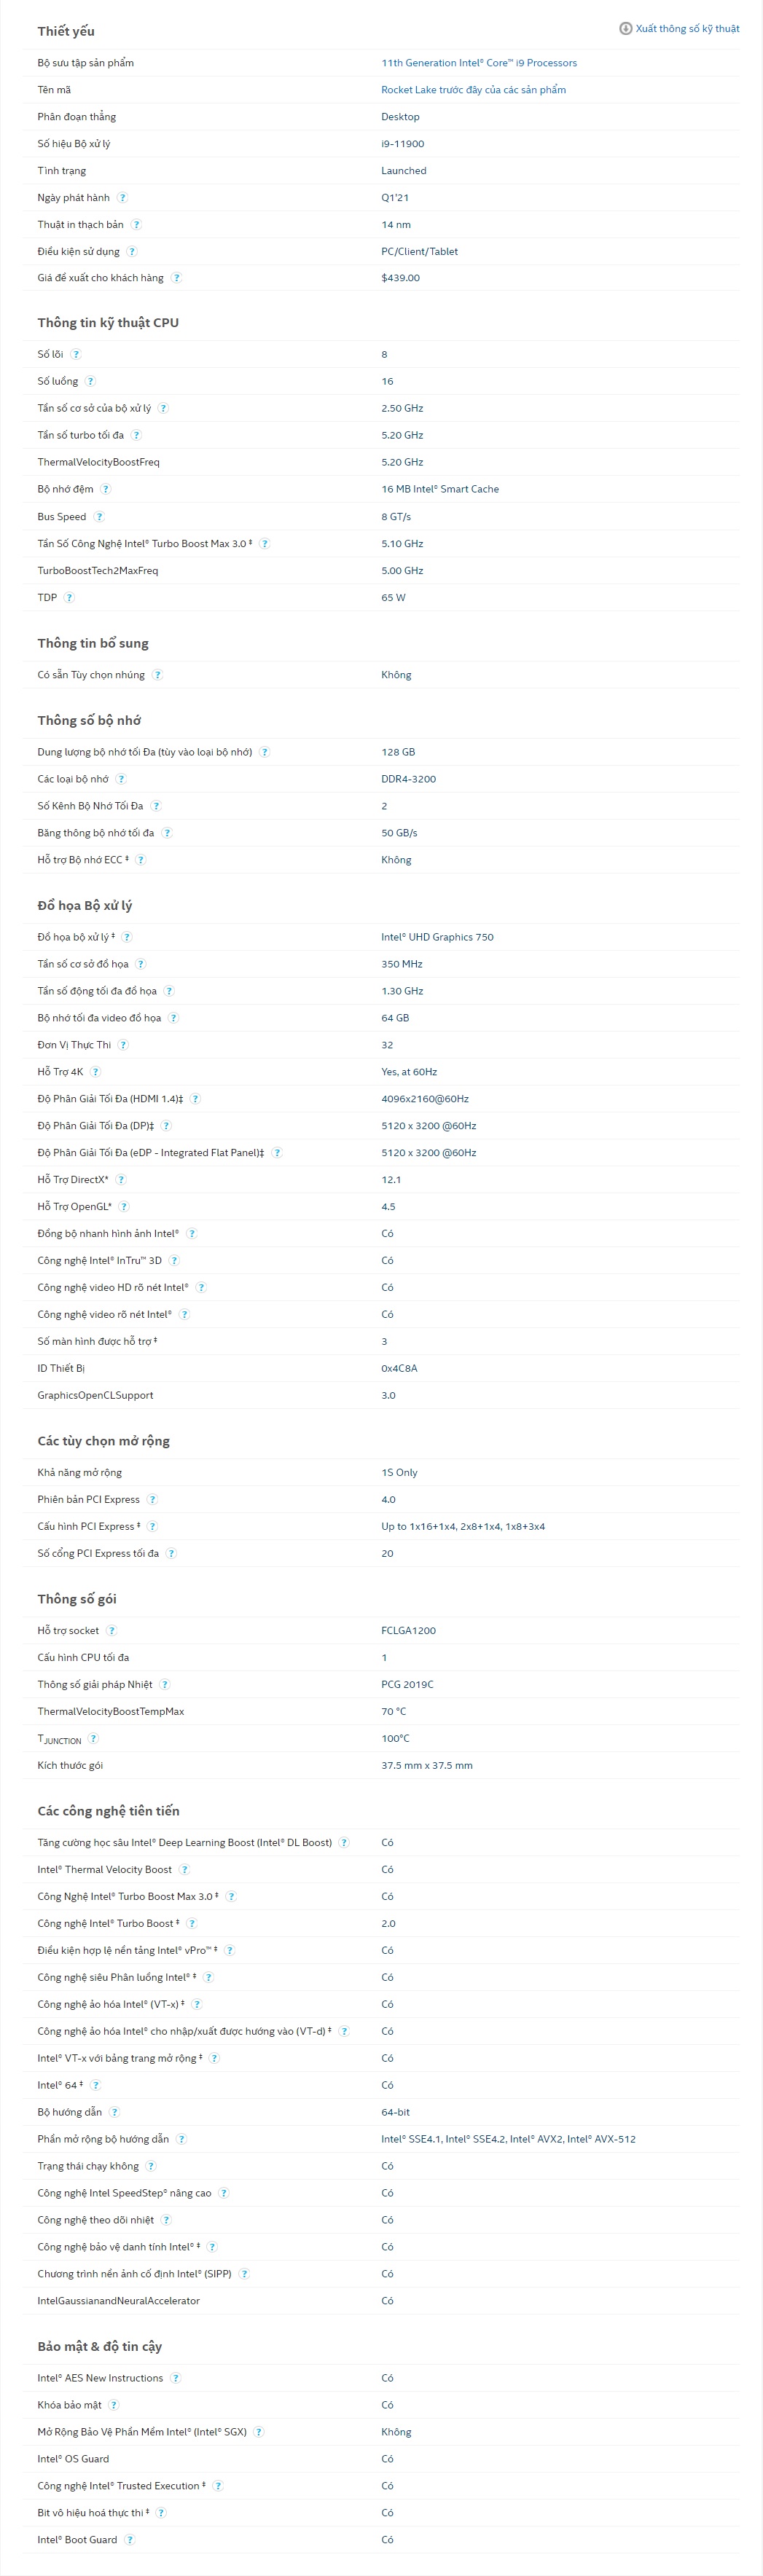 Thiết yếu
Xuất thông số kỹ thuật
Bộ sưu tập sản phẩm 11th Generation Intel® Core™ i9 Processors
Tên mã Rocket Lake trước đây của các sản phẩm
Phân đoạn thẳng Desktop
Số hiệu Bộ xử lý i9-11900
Tình trạng Launched
Ngày phát hành ? Q1'21
Thuật in thạch bản ? 14 nm
Điều kiện sử dụng ? PC/Client/Tablet
Giá đề xuất cho khách hàng ? $439.00
Thông tin kỹ thuật CPU
Số lõi ? 8
Số luồng ? 16
Tần số cơ sở của bộ xử lý ? 2.50 GHz
Tần số turbo tối đa ? 5.20 GHz
ThermalVelocityBoostFreq 5.20 GHz
Bộ nhớ đệm ? 16 MB Intel® Smart Cache
Bus Speed ? 8 GT/s
Tần Số Công Nghệ Intel® Turbo Boost Max 3.0 ‡ ? 5.10 GHz
TurboBoostTech2MaxFreq 5.00 GHz
TDP ? 65 W
Thông tin bổ sung
Có sẵn Tùy chọn nhúng ? Không
Thông số bộ nhớ
Dung lượng bộ nhớ tối Đa (tùy vào loại bộ nhớ) ? 128 GB
Các loại bộ nhớ ? DDR4-3200
Số Kênh Bộ Nhớ Tối Đa ? 2
Băng thông bộ nhớ tối đa ? 50 GB/s
Hỗ trợ Bộ nhớ ECC ‡ ? Không
Đồ họa Bộ xử lý
Đồ họa bộ xử lý ‡ ? Intel® UHD Graphics 750
Tần số cơ sở đồ họa ? 350 MHz
Tần số động tối đa đồ họa ? 1.30 GHz
Bộ nhớ tối đa video đồ họa ? 64 GB
Đơn Vị Thực Thi ? 32
Hỗ Trợ 4K ? Yes, at 60Hz
Độ Phân Giải Tối Đa (HDMI 1.4)‡ ? 4096x2160@60Hz
Độ Phân Giải Tối Đa (DP)‡ ? 5120 x 3200 @60Hz
Độ Phân Giải Tối Đa (eDP - Integrated Flat Panel)‡ ? 5120 x 3200 @60Hz
Hỗ Trợ DirectX* ? 12.1
Hỗ Trợ OpenGL* ? 4.5
Đồng bộ nhanh hình ảnh Intel® ? Có
Công nghệ Intel® InTru™ 3D ? Có
Công nghệ video HD rõ nét Intel® ? Có
Công nghệ video rõ nét Intel® ? Có
Số màn hình được hỗ trợ ‡ 3
ID Thiết Bị 0x4C8A
GraphicsOpenCLSupport 3.0
Các tùy chọn mở rộng
Khả năng mở rộng 1S Only
Phiên bản PCI Express ? 4.0
Cấu hình PCI Express ‡ ? Up to 1x16+1x4, 2x8+1x4, 1x8+3x4
Số cổng PCI Express tối đa ? 20
Thông số gói
Hỗ trợ socket ? FCLGA1200
Cấu hình CPU tối đa 1
Thông số giải pháp Nhiệt ? PCG 2019C
ThermalVelocityBoostTempMax 70 °C
TJUNCTION ? 100°C
Kích thước gói 37.5 mm x 37.5 mm
Các công nghệ tiên tiến
Tăng cường học sâu Intel® Deep Learning Boost (Intel® DL Boost) ? Có
Intel® Thermal Velocity Boost ? Có
Công Nghệ Intel® Turbo Boost Max 3.0 ‡ ? Có
Công nghệ Intel® Turbo Boost ‡ ? 2.0
Điều kiện hợp lệ nền tảng Intel® vPro™ ‡ ? Có
Công nghệ siêu Phân luồng Intel® ‡ ? Có
Công nghệ ảo hóa Intel® (VT-x) ‡ ? Có
Công nghệ ảo hóa Intel® cho nhập/xuất được hướng vào (VT-d) ‡ ? Có
Intel® VT-x với bảng trang mở rộng ‡ ? Có
Intel® 64 ‡ ? Có
Bộ hướng dẫn ? 64-bit
Phần mở rộng bộ hướng dẫn ? Intel® SSE4.1, Intel® SSE4.2, Intel® AVX2, Intel® AVX-512
Trạng thái chạy không ? Có
Công nghệ Intel SpeedStep® nâng cao ? Có
Công nghệ theo dõi nhiệt ? Có
Công nghệ bảo vệ danh tính Intel® ‡ ? Có
Chương trình nền ảnh cố định Intel® (SIPP) ? Có
IntelGaussianandNeuralAccelerator Có
Bảo mật & độ tin cậy
Intel® AES New Instructions ? Có
Khóa bảo mật ? Có
Mở Rộng Bảo Vệ Phần Mềm Intel® (Intel® SGX) ? Không
Intel® OS Guard Có
Công nghệ Intel® Trusted Execution ‡ ? Có
Bit vô hiệu hoá thực thi ‡ ? Có
Intel® Boot Guard ? Có